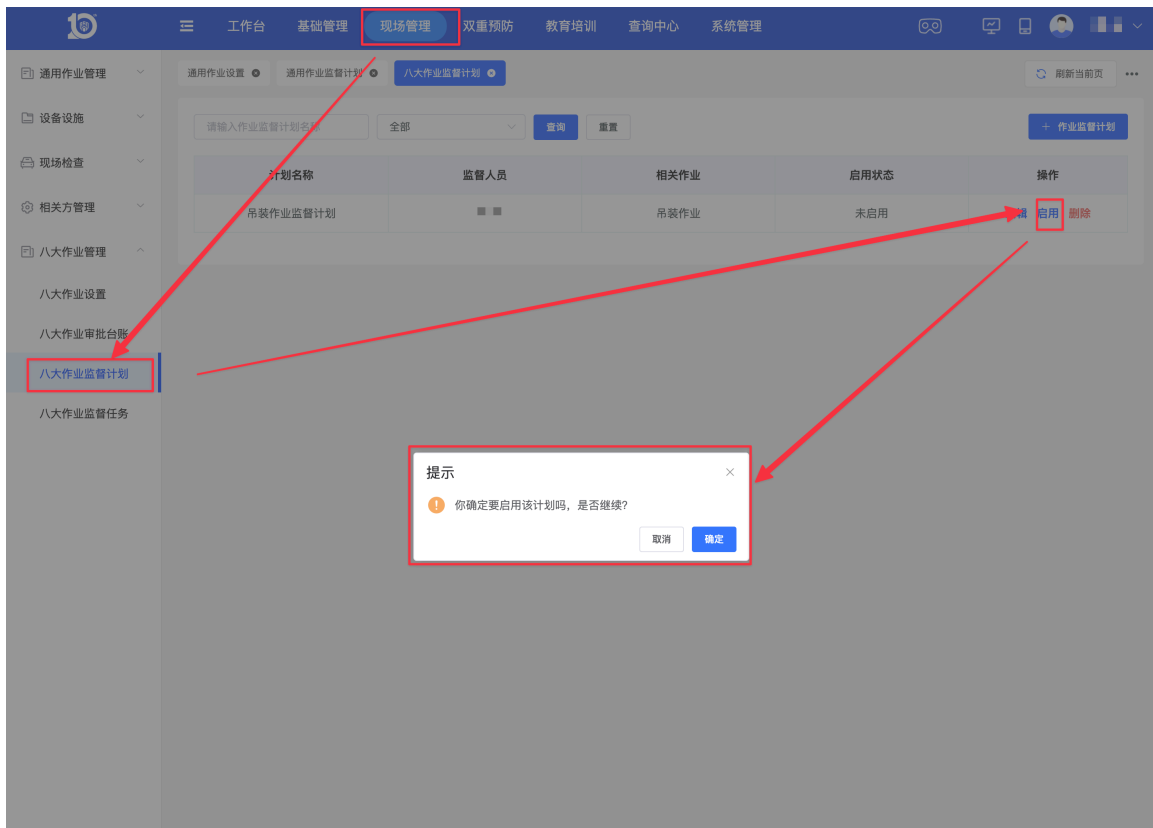 工作台 基础管理 现场管理 双重预防 教育培训 查询中心 系统管理
通用作业管理
设备设施
现场检查
相关方管理
八大作业管理
八大作业设置
八大作业审批台账
八大作业监督计划
八大作业监督任务
通用作业设置 通用作业监督计划 八大作业监督计划 刷新当前页
请输入作业监督计划名称 全部 查询 重置 + 作业监督计划
计划名称 监督人员 相关作业 启用状态 操作
吊装作业监督计划 吊装作业 未启用 辑 启用 删除
提示
你确定要启用该计划吗，是否继续?
取消 确定